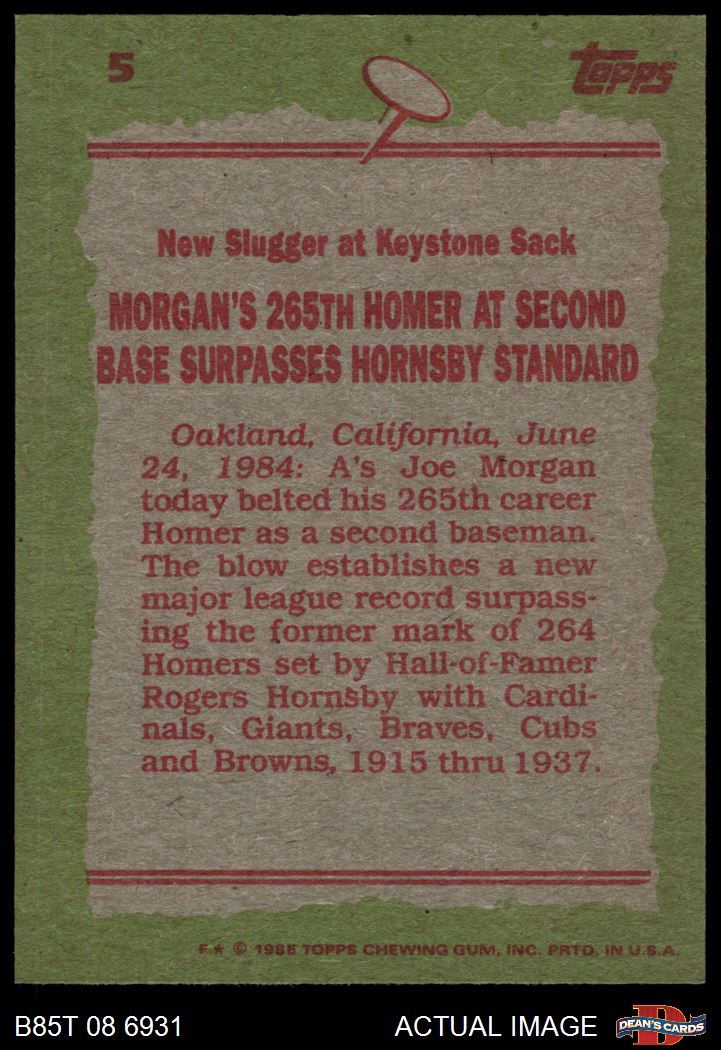 5
topps
New Slugger at Keystone Sack
MORGAN'S 265TH HOMER AT SECOND
BASE SURPASSES HORNSBY STANDARD
Oakland, California, June
24, 1984: A's Joe Morgan
today belted his 265th career
Homer as a second baseman.
The blow establishes a new
major league record surpass-
ing the former mark of 264
Homers set by Hall-of-Famer
Rogers Hornsby with Cardi-
nals, Giants, Braves, Cubs
and Browns, 1915 thru 1937.
F★ © 1985 TOPPS CHEWING GUM, INC. PRTD. IN U.S.A.
B85T 08 6931
ACTUAL IMAGE
D
DEAN'S CARDS